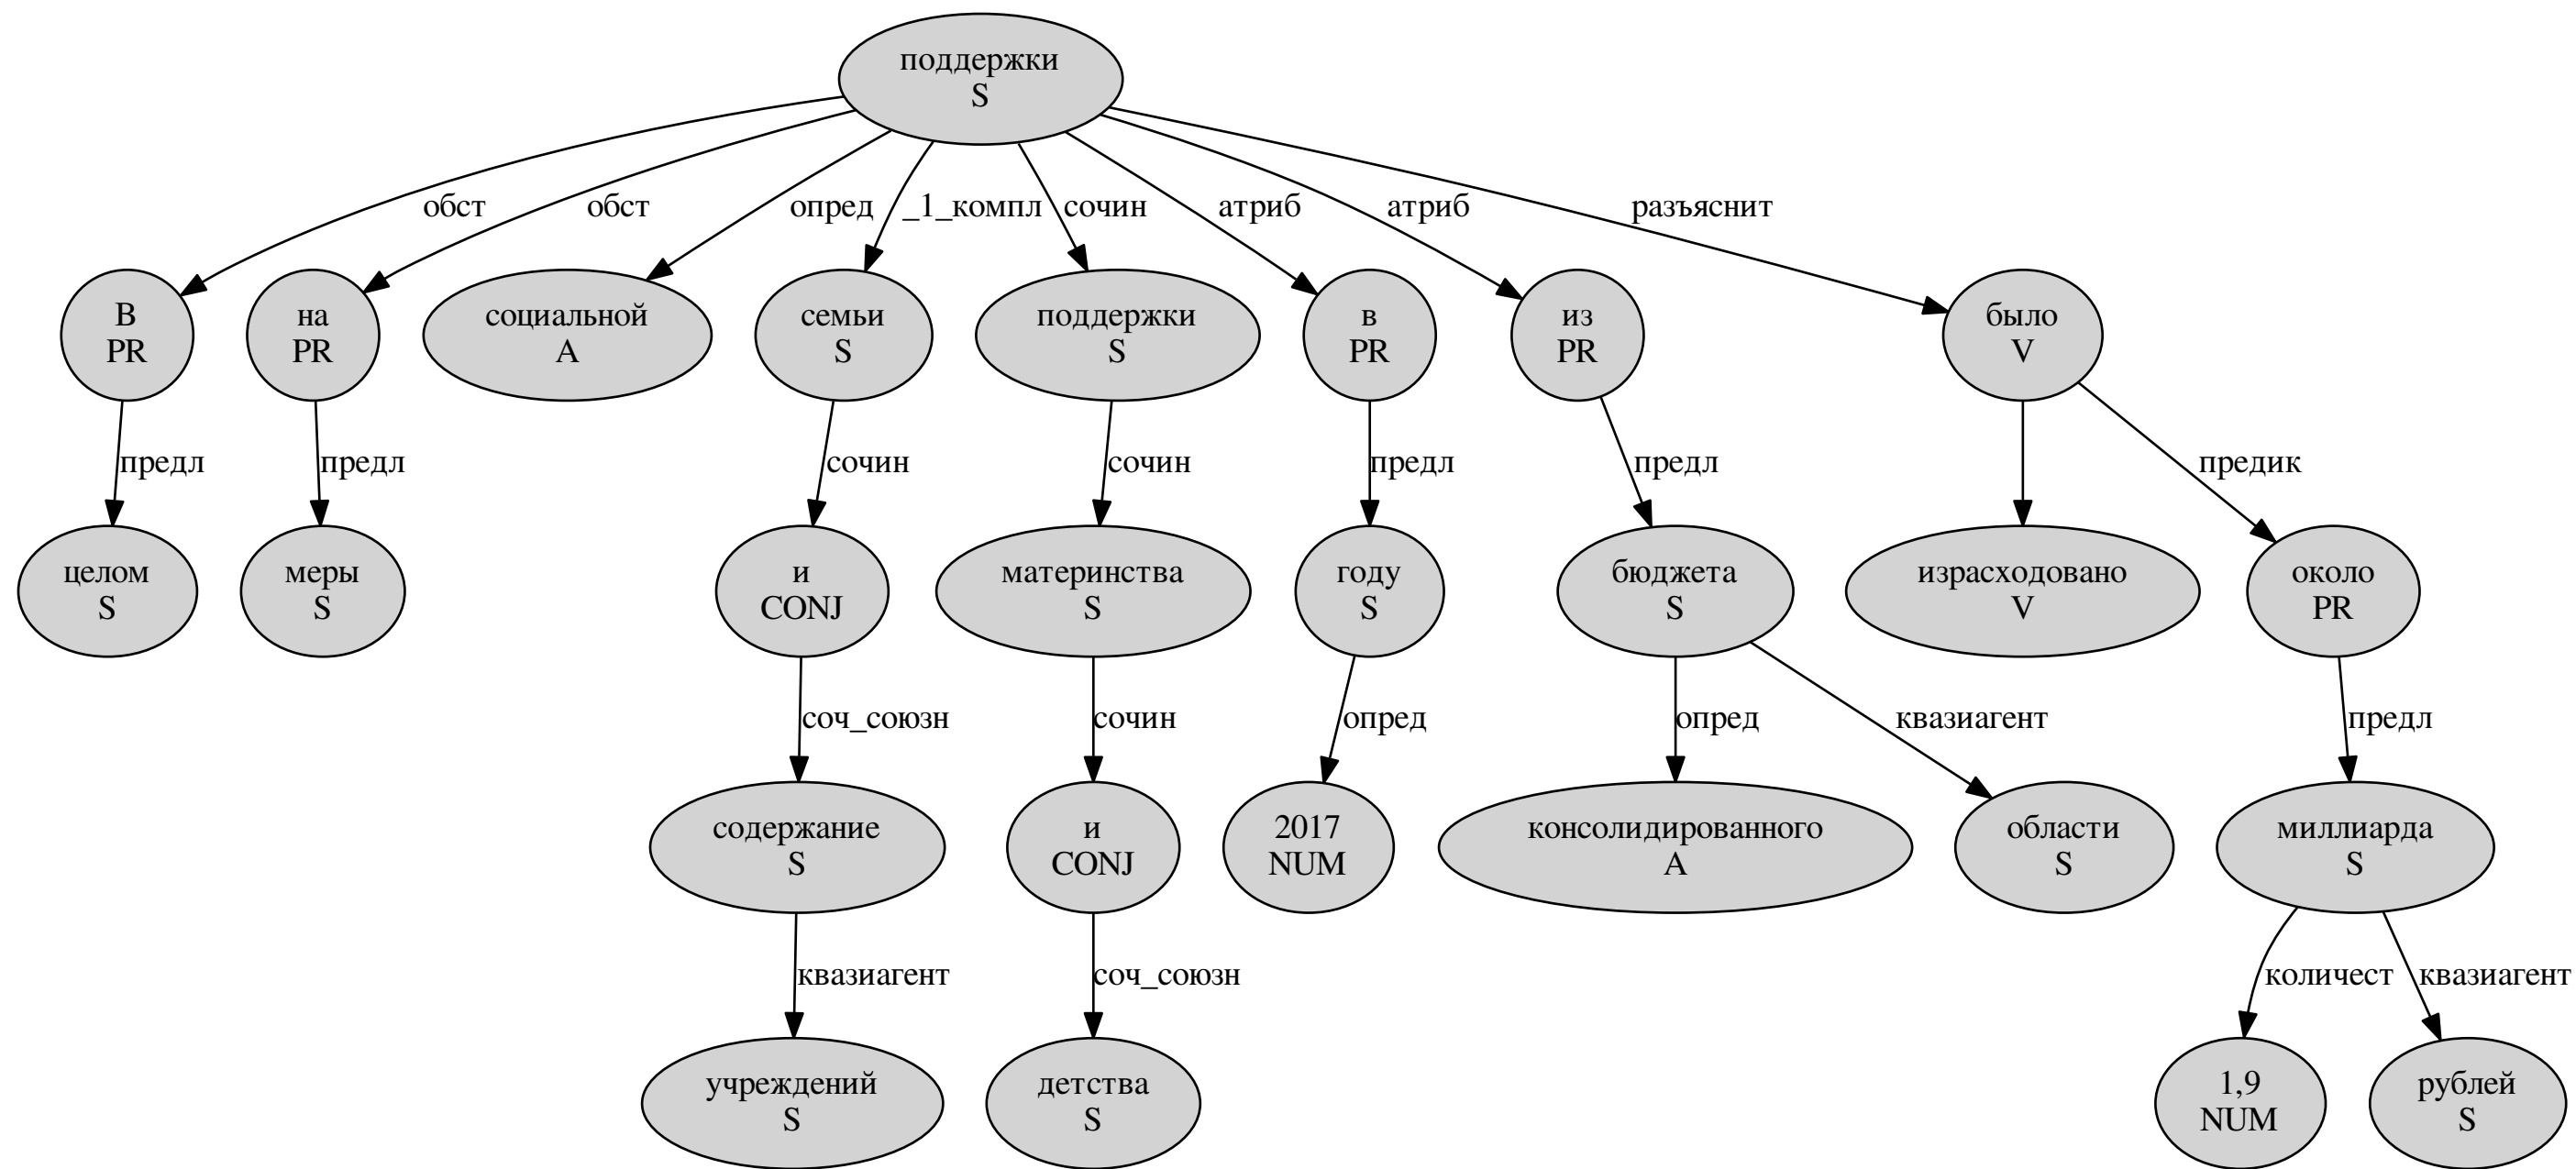 поддержки
S
обст
обст
опред
_1_компл
сочин
атриб
атриб
разъяснит
В
PR
на
PR
социальной
A
семьи
S
поддержки
S
в
PR
из
PR
было
V
предл
предл
сочин
сочин
предл
предл
предик
целом
S
меры
S
и
CONJ
материнства
S
году
S
бюджета
S
израсходовано
V
около
PR
соч_союзн
сочин
опред
опред
квазиагент
предл
содержание
S
и
CONJ
2017
NUM
консолидированного
A
области
S
миллиарда
S
квазиагент
соч_союзн
количест
квазиагент
учреждений
S
детства
S
1,9
NUM
рублей
S